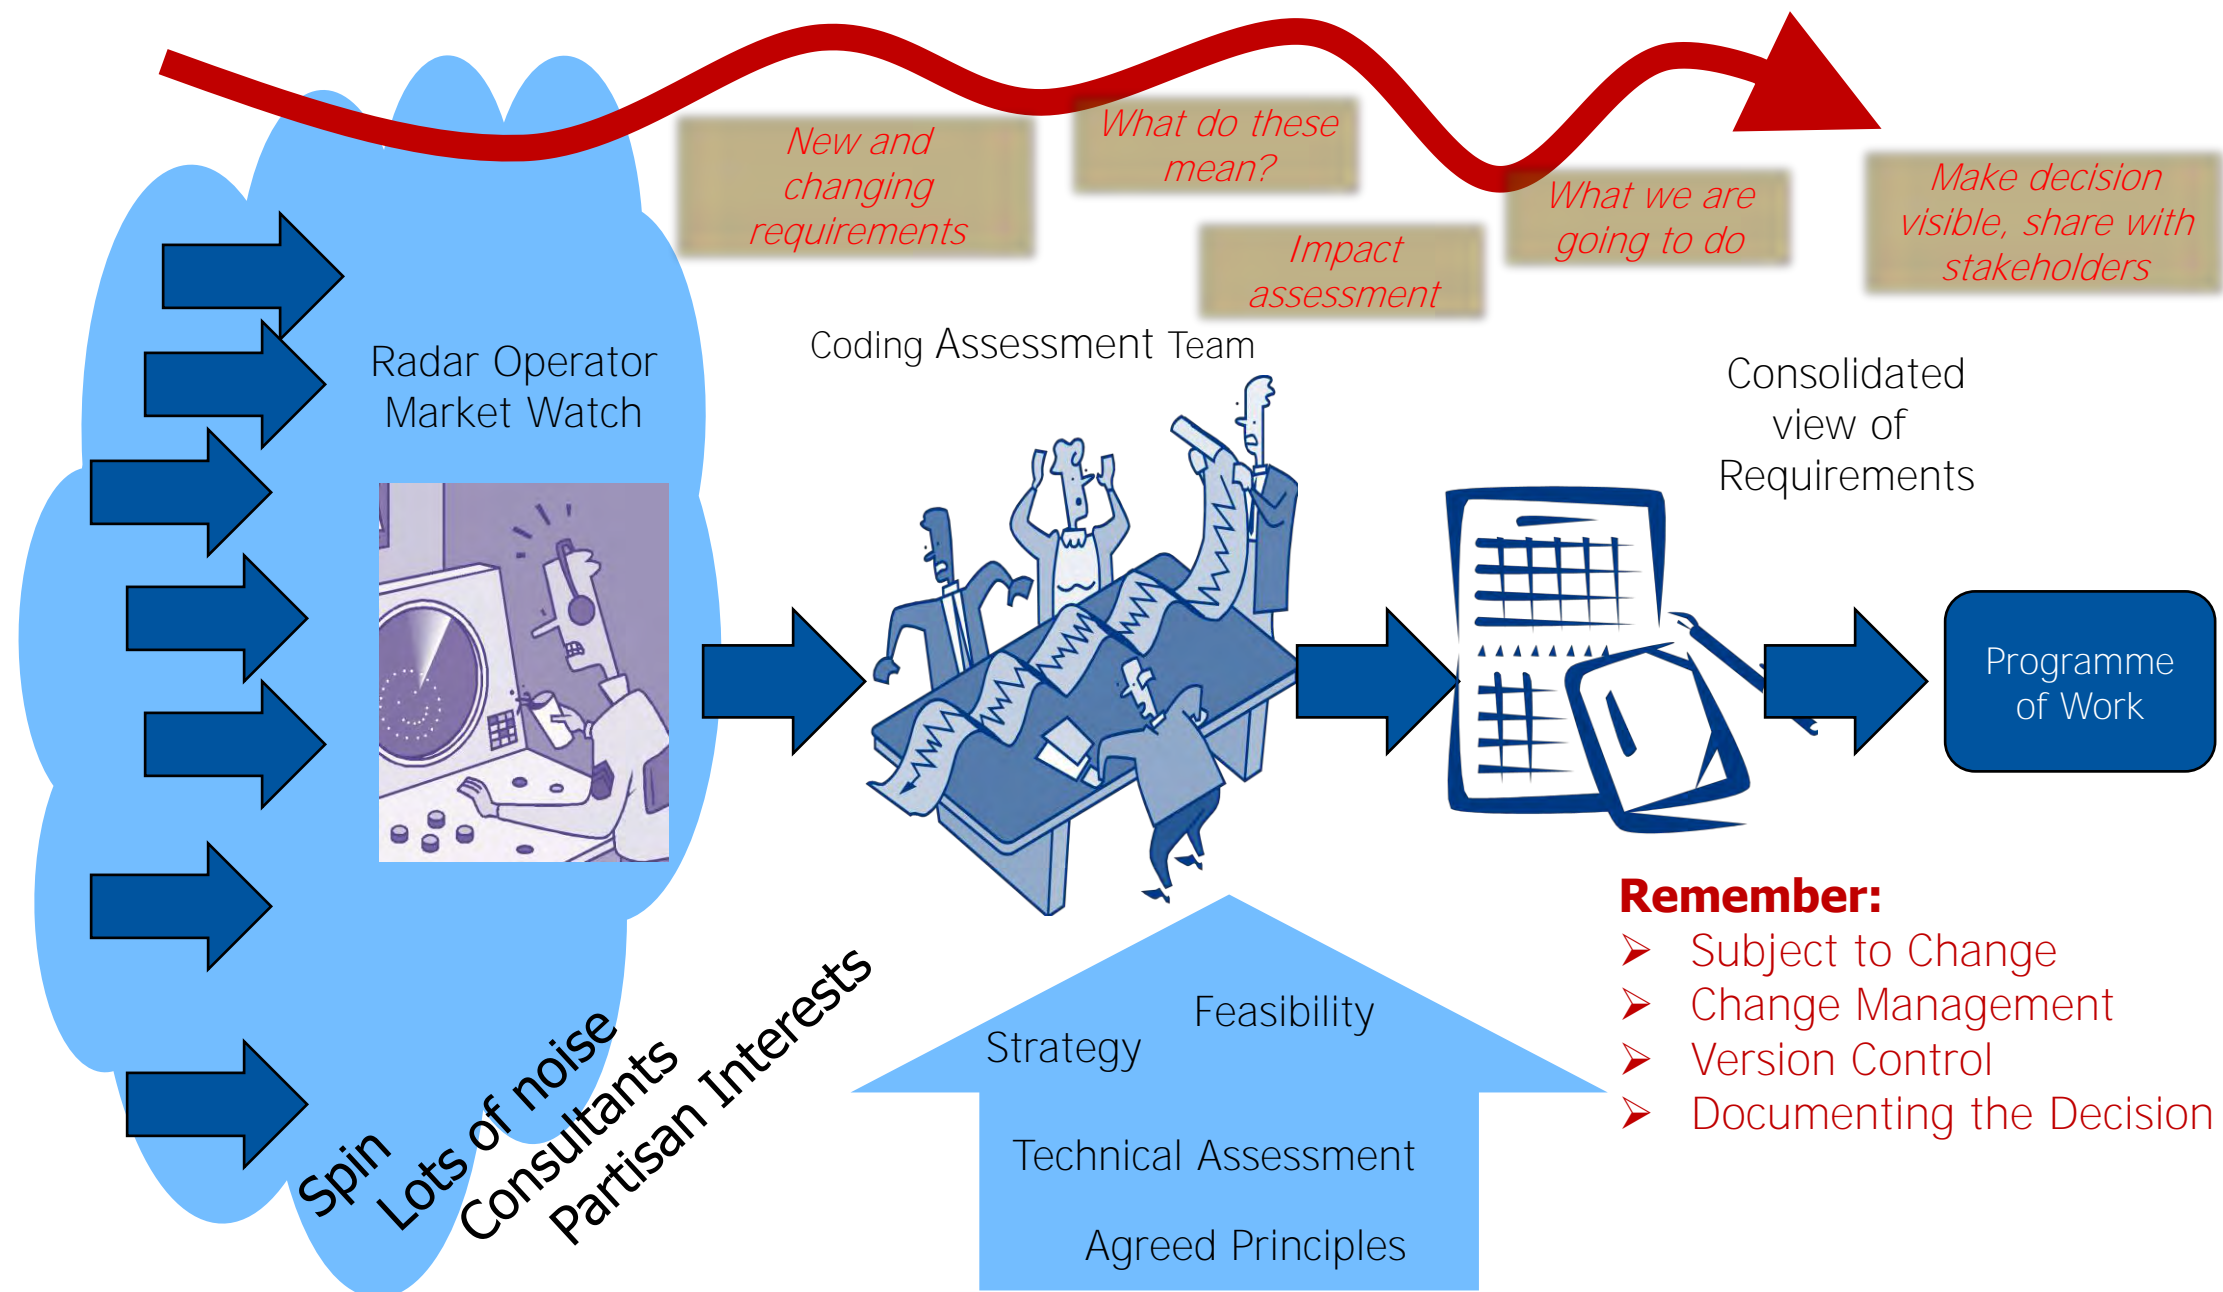 New and
changing
requirements
What do these
mean?
Impact
assessment
What we are
going to do
Make decision
visible, share with
stakeholders
Radar Operator
Market Watch
Coding Assessment Team
Consolidated
view of
Requirements
Programme
of Work
Spin
Lots of noise
Consultants
Partisan Interests
Feasibility
Strategy
Technical Assessment
Agreed Principles
Remember:
➢ Subject to Change
➢ Change Management
➢ Version Control
➢ Documenting the Decision